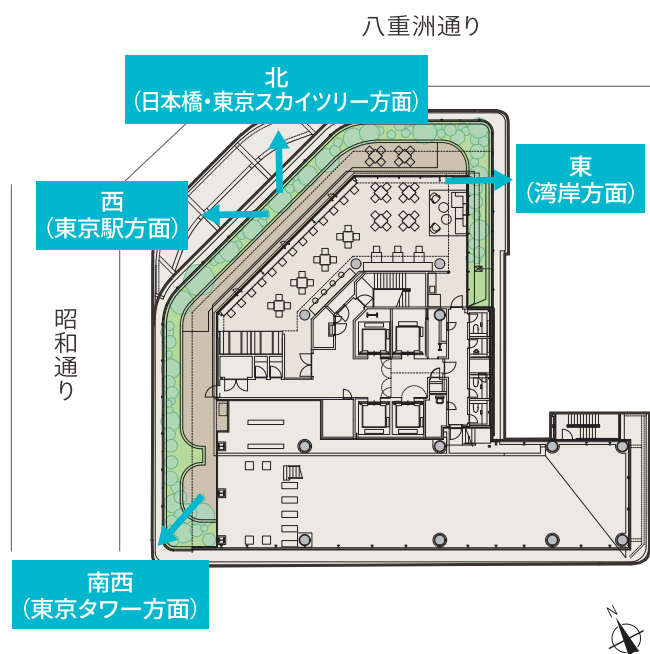 八重洲通り
北
（日本橋・東京スカイツリー方面）
東
（湾岸方面）
西
（東京駅方面）
昭和通り
南西
（東京タワー方面）
N